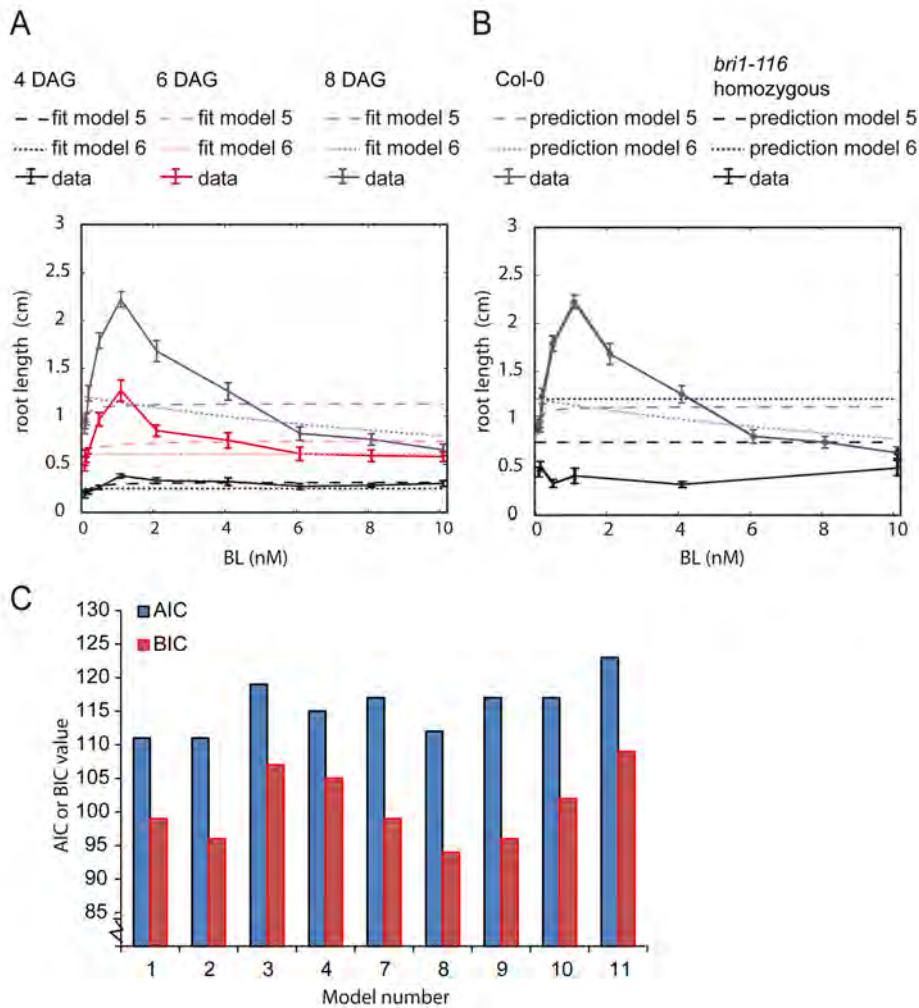 A
4 DAG 6 DAG 8 DAG
fit model 5 fit model 5 fit model 5
fit model 6 fit model 6 fit model 6
data data data
3
2.5
2
1.5
1
0.5
0
root length (cm)
0 2 4 6 8 10
BL (nM)
B
Col-0 bri1-116 homozygous
prediction model 5 prediction model 5
prediction model 6 prediction model 6
data data
3
2.5
2
1.5
1
0.5
0
root length (cm)
0 2 4 6 8 10
BL (nM)
C
AIC
BIC
130
125
120
115
110
105
100
95
90
85
AIC or BIC value
1 2 3 4 7 8 9 10 11
Model number